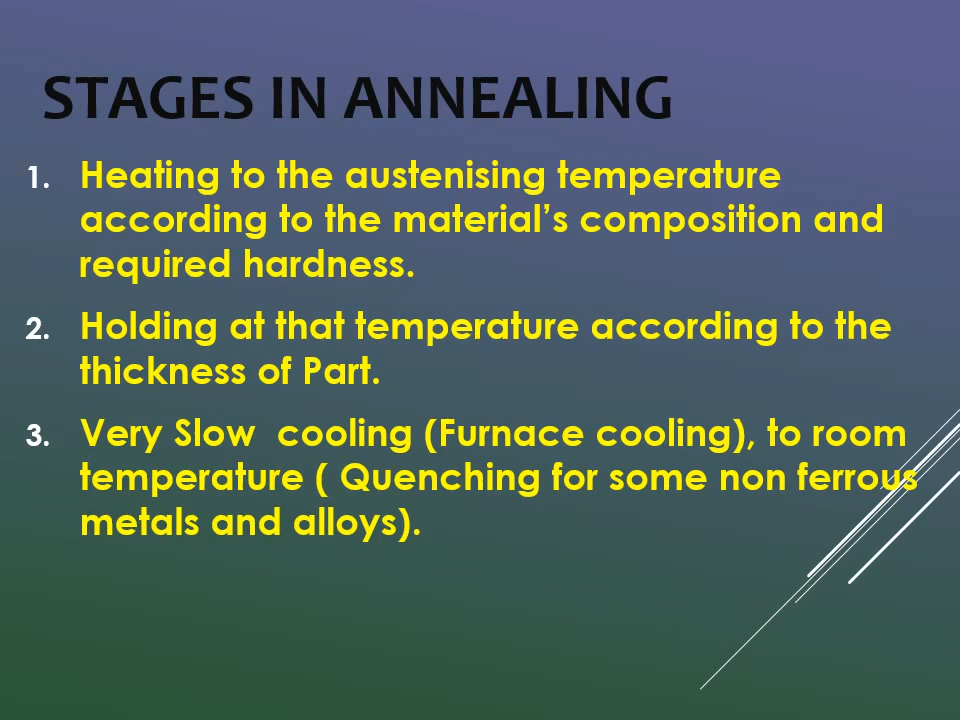 STAGES IN ANNEALING
1. Heating to the austenising temperature
according to the material’s composition and
required hardness.
2. Holding at that temperature according to the
thickness of Part.
3. Very Slow  cooling (Furnace cooling), to room
temperature ( Quenching for some non ferrous
metals and alloys).